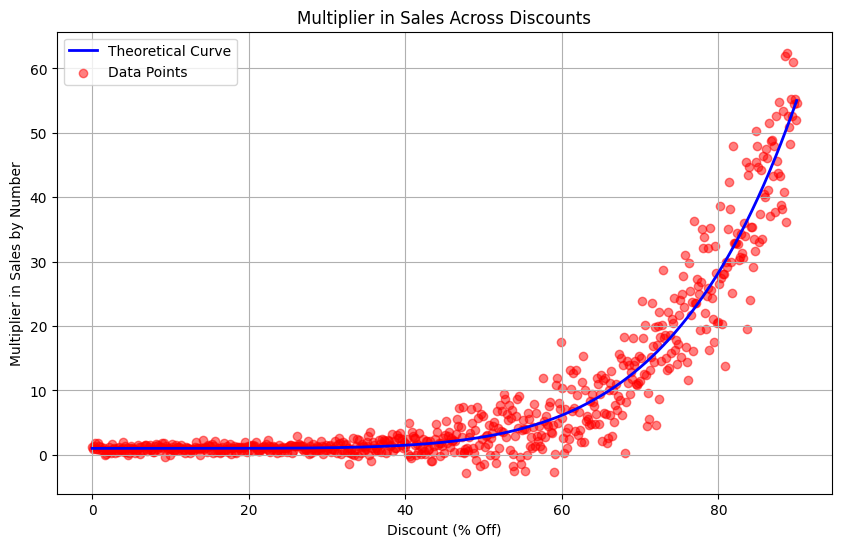 Multiplier in Sales Across Discounts
Theoretical Curve
Data Points
Multiplier in Sales by Number
60
50
40
30
20
10
0
0 20 40 60 80
Discount (% Off)